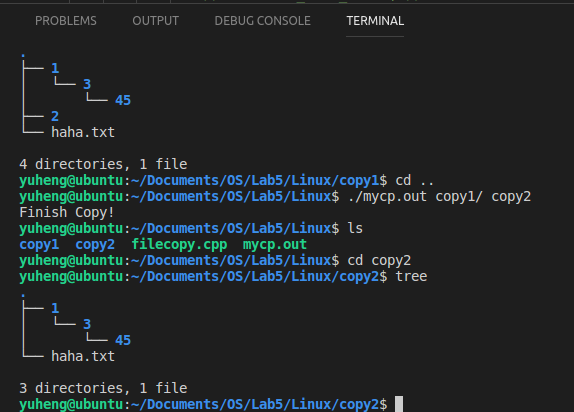 PROBLEMS OUTPUT DEBUG CONSOLE TERMINAL
.
├── 1
│   └── 3
│       └── 45
├── 2
└── haha.txt
4 directories, 1 file
yuheng@ubuntu:~/Documents/OS/Lab5/Linux/copy1$ cd ..
yuheng@ubuntu:~/Documents/OS/Lab5/Linux$ ./mycp.out copy1/ copy2
Finish Copy!
yuheng@ubuntu:~/Documents/OS/Lab5/Linux$ ls
copy1  copy2  filecopy.cpp  mycp.out
yuheng@ubuntu:~/Documents/OS/Lab5/Linux$ cd copy2
yuheng@ubuntu:~/Documents/OS/Lab5/Linux/copy2$ tree
.
├── 1
│   └── 3
│       └── 45
└── haha.txt
3 directories, 1 file
yuheng@ubuntu:~/Documents/OS/Lab5/Linux/copy2$